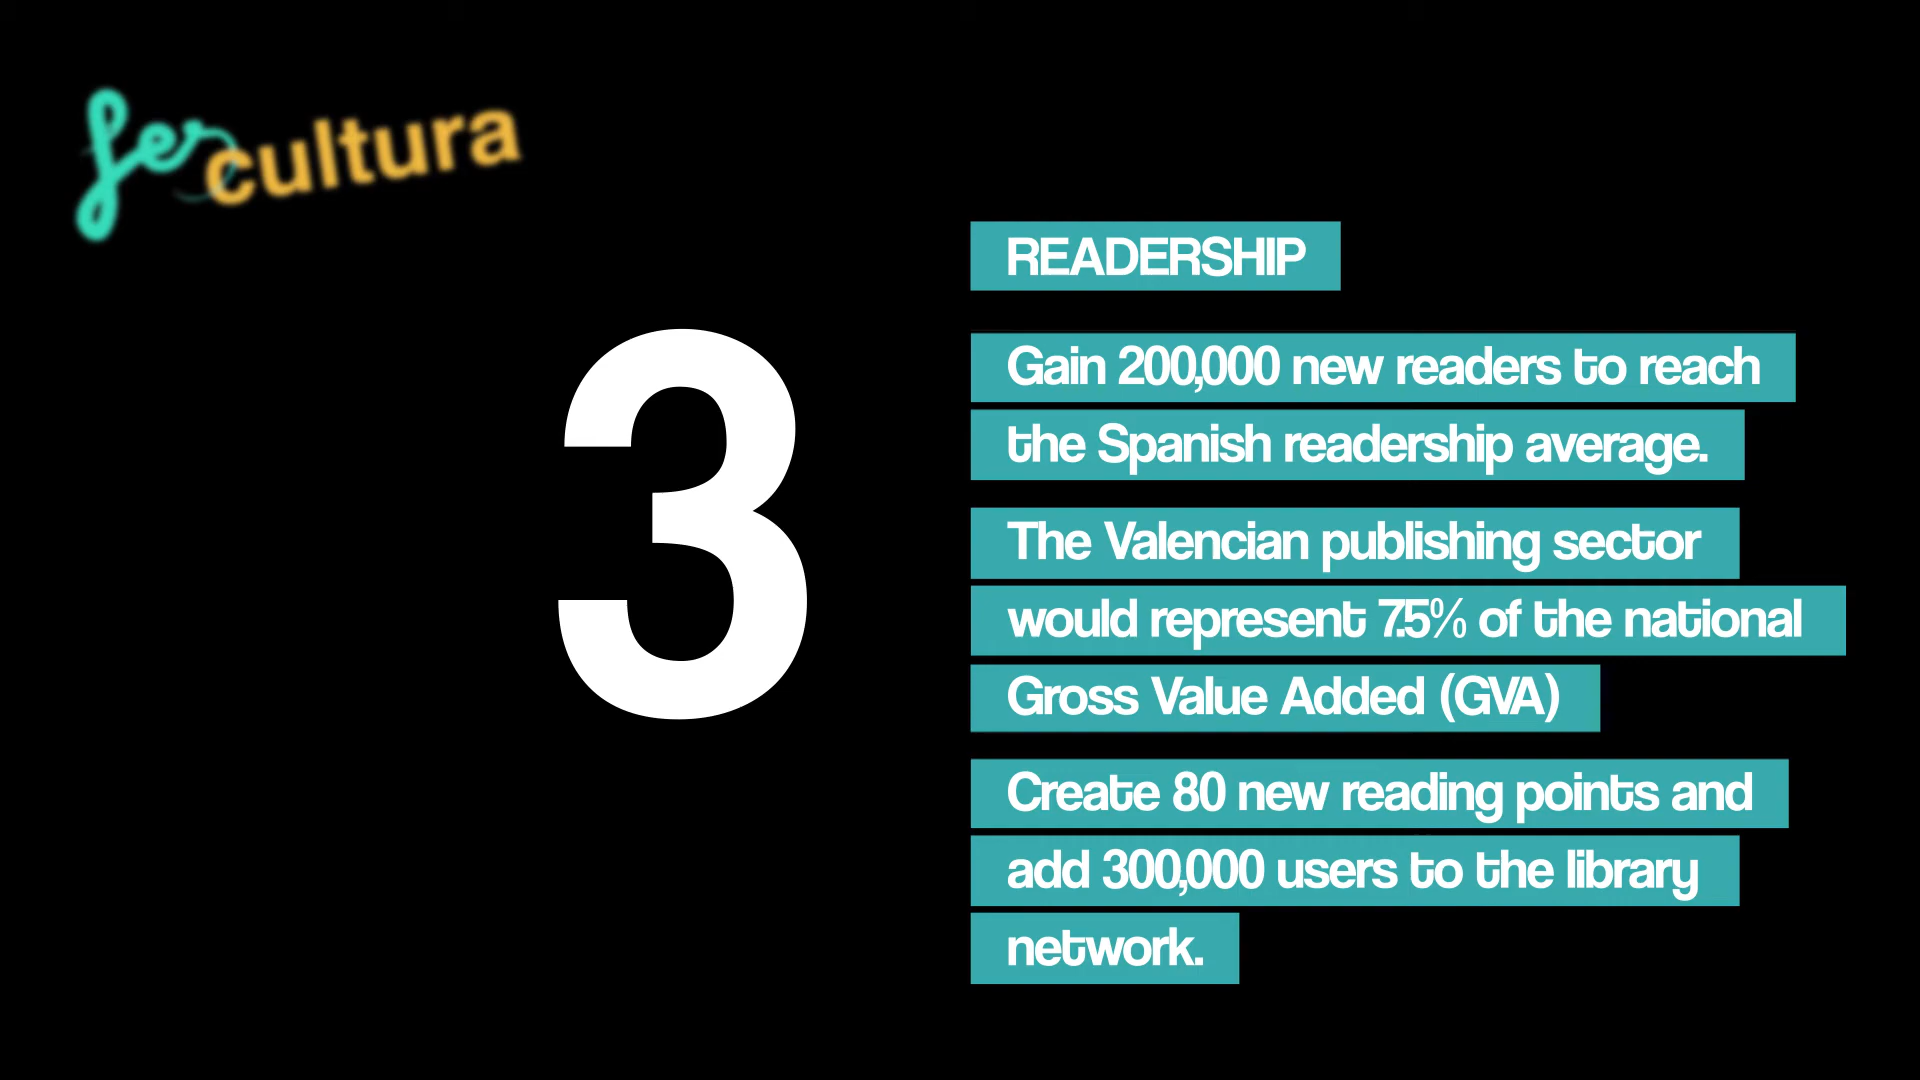 fer cultura
3
READERSHIP
Gain 200,000 new readers to reach
the Spanish readership average.
The Valencian publishing sector
would represent 7.5% of the national
Gross Value Added (GVA)
Create 80 new reading points and
add 300,000 users to the library
network.